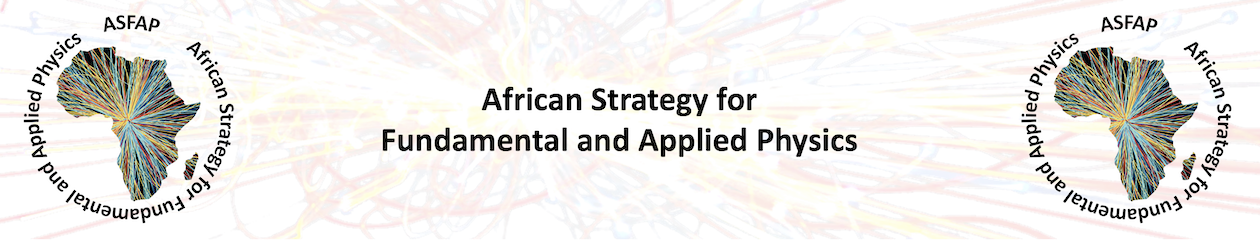 ASFAP
African Strategy for Fundamental and Applied Physics
African Strategy for
Fundamental and Applied Physics
ASFAP
African Strategy for Fundamental and Applied Physics